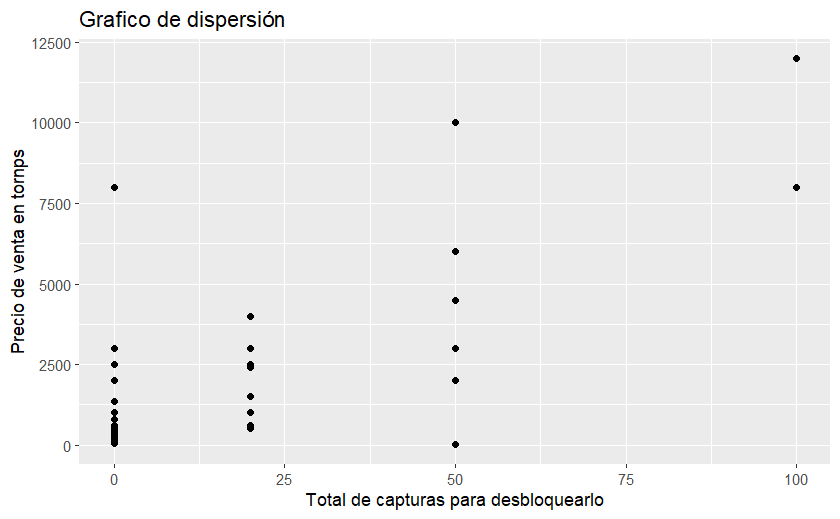 Grafico de dispersión
12500
10000
7500
5000
2500
0
Precio de venta en tornps
0 25 50 75 100
Total de capturas para desbloquearlo